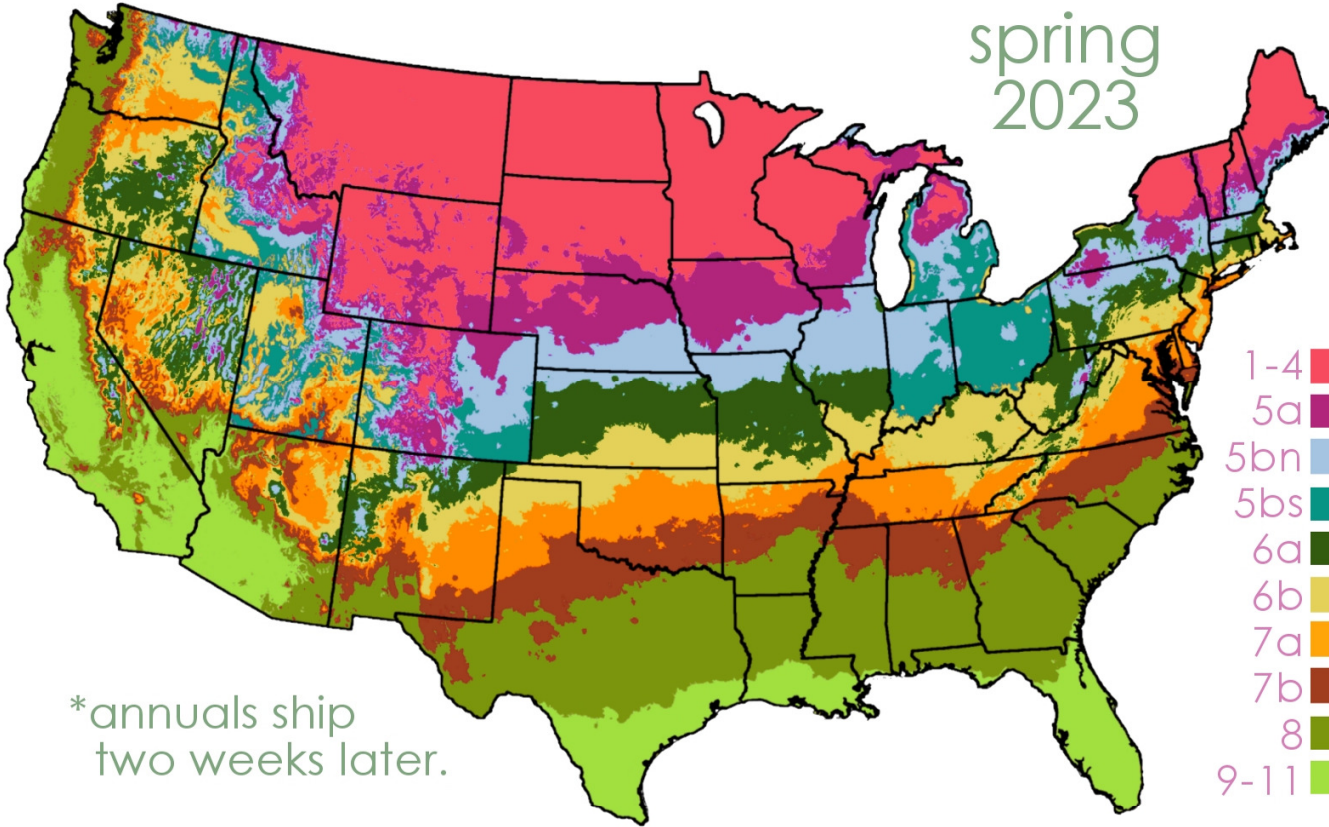 spring
2023
1-4
5a
5bn
5bs
6a
6b
7a
7b
8
9-11
*annuals ship
two weeks later.